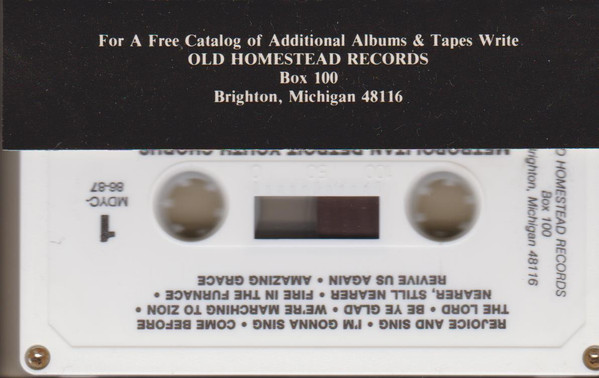 For A Free Catalog of Additional Albums & Tapes Write
OLD HOMESTEAD RECORDS
Box 100
Brighton, Michigan 48116
REJOICE AND SING • I'M GONNA SING • COME BEFORE
THE LORD • BE YE GLAD • WE'RE MARCHING TO ZION •
NEARER, STILL NEARER • FIRE IN THE FURNACE •
REVIVE US AGAIN • AMAZING GRACE
1
MDYC-
86-87
0 50 100
METROPOLITAN DETROIT YOUTH CHORUS
D HOMESTEAD RECORDS
Box 100
Brighton, Michigan 48116